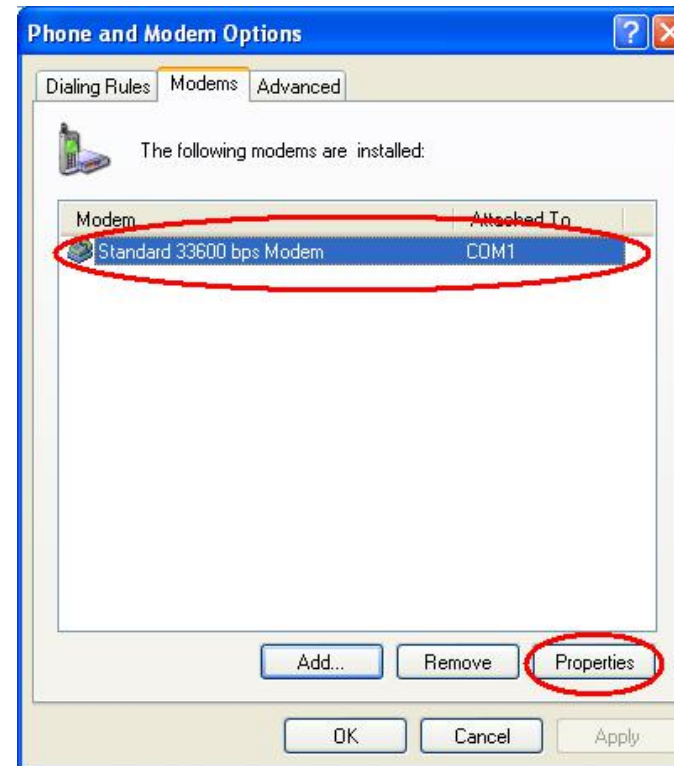 Phone and Modem Options
Dialing Rules Modems Advanced
The following modems are installed:
Modem Attached To
Standard 33600 bps Modem COM1
Add... Remove Properties
OK Cancel Apply